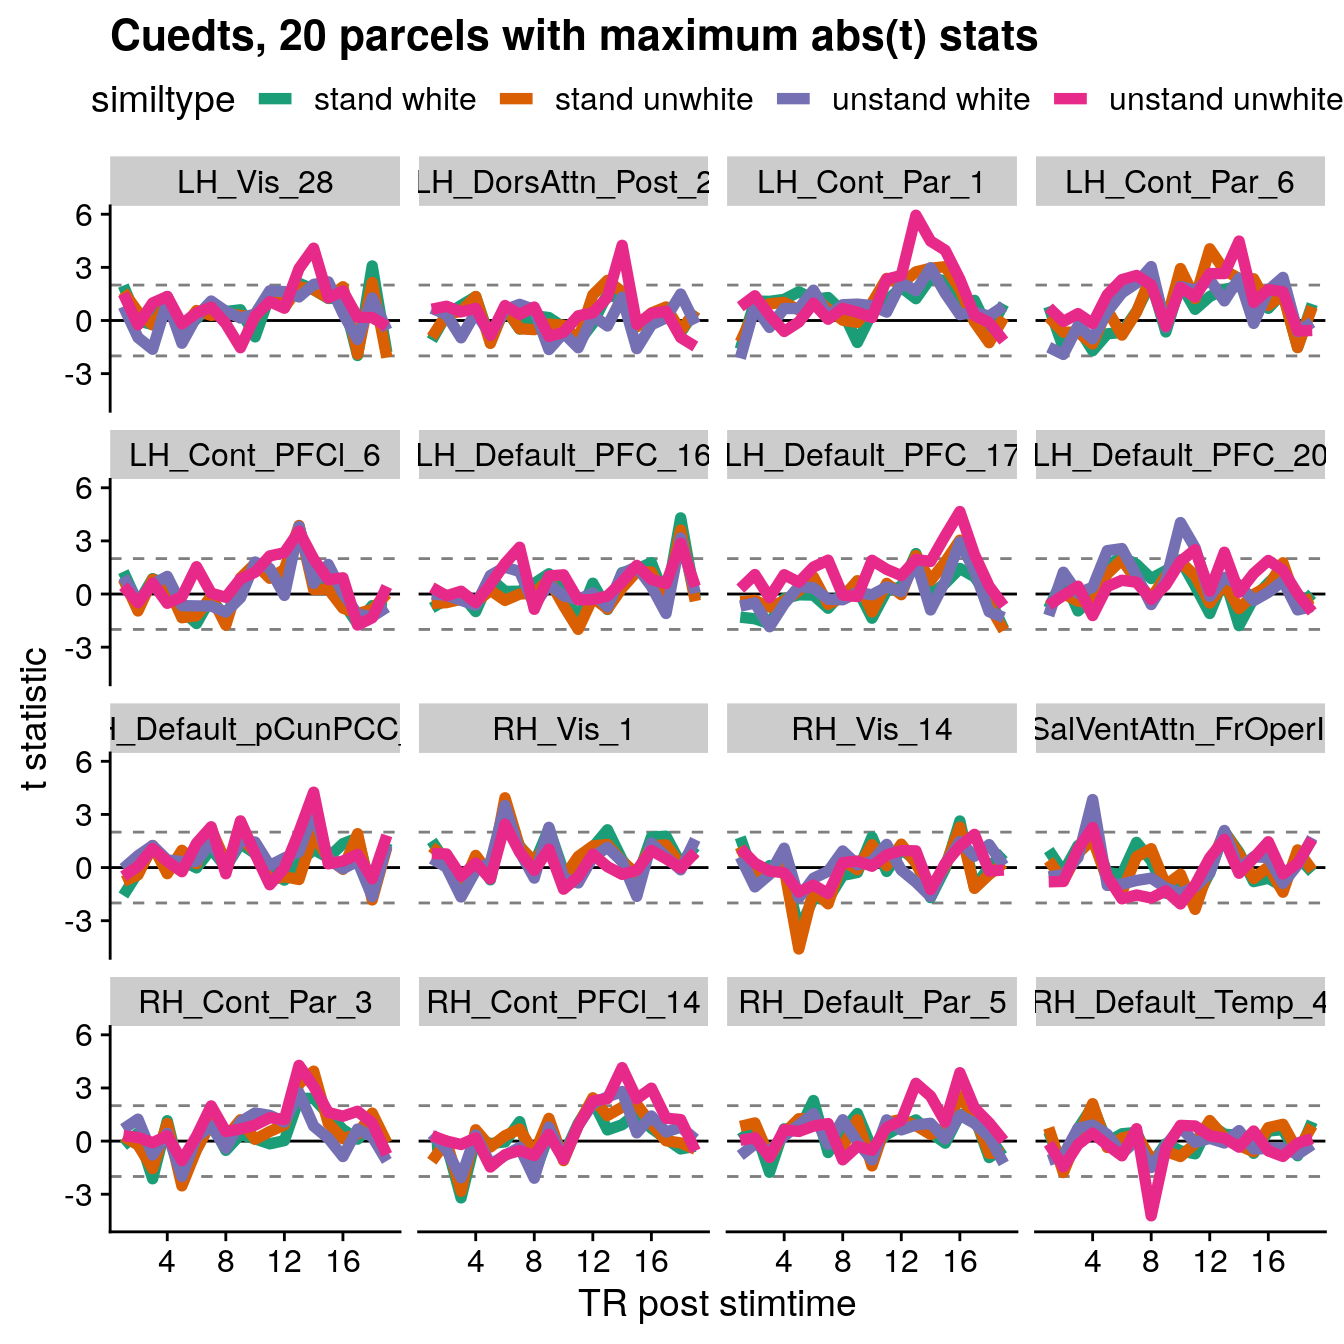 Cuedts, 20 parcels with maximum abs(t) stats
similtype stand white stand unwhite unstand white unstand unwhite
LH_Vis_28 LH_DorsAttn_Post_2 LH_Cont_Par_1 LH_Cont_Par_6
6
3
0
-3
LH_Cont_PFCl_6 LH_Default_PFC_16 LH_Default_PFC_17 LH_Default_PFC_20
6
3
0
-3
H_Default_pCunPCC_ RH_Vis_1 RH_Vis_14 SalVentAttn_FrOperI
6
3
0
-3
RH_Cont_Par_3 RH_Cont_PFCl_14 RH_Default_Par_5 RH_Default_Temp_4
6
3
0
-3
4 8 12 16 4 8 12 16 4 8 12 16 4 8 12 16
TR post stimtime
t statistic